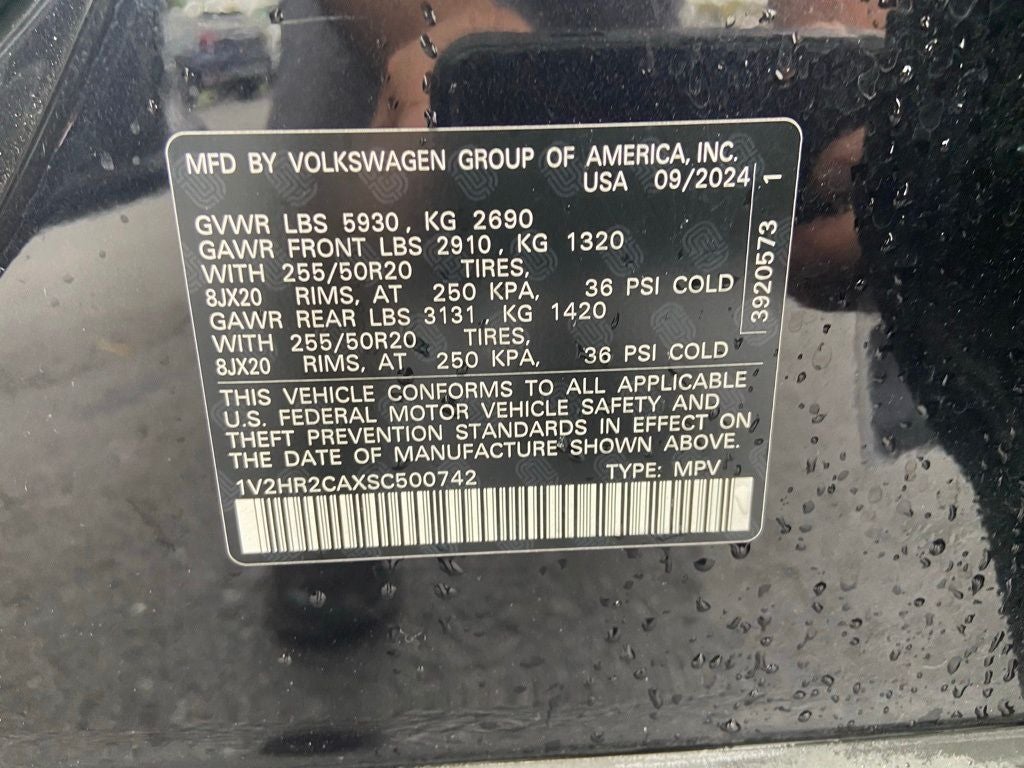 MFD BY VOLKSWAGEN GROUP OF AMERICA, INC.
USA 09/2024
GVWR LBS 5930, KG 2690
GAWR FRONT LBS 2910, KG 1320
WITH 255/50R20 TIRES,
8JX20 RIMS, AT 250 KPA, 36 PSI COLD
GAWR REAR LBS 3131, KG 1420
WITH 255/50R20 TIRES,
8JX20 RIMS, AT 250 KPA, 36 PSI COLD
3920573 1
THIS VEHICLE CONFORMS TO ALL APPLICABLE
U.S. FEDERAL MOTOR VEHICLE SAFETY AND
THEFT PREVENTION STANDARDS IN EFFECT ON
THE DATE OF MANUFACTURE SHOWN ABOVE.
1V2HR2CAXSC500742 TYPE: MPV